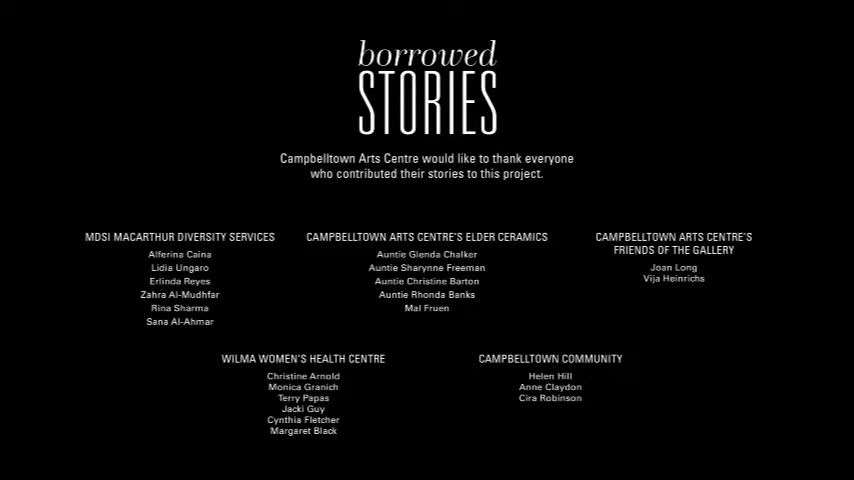 borrowed
STORIES
Campbelltown Arts Centre would like to thank everyone
who contributed their stories to this project.
MDSI MACARTHUR DIVERSITY SERVICES
Alferina Caina
Lidia Ungaro
Erlinda Reyes
Zahra Al-Mudhfar
Rina Sharma
Sana Al-Ahmar
CAMPBELLTOWN ARTS CENTRE'S ELDER CERAMICS
Auntie Glenda Chalker
Auntie Sharynne Freeman
Auntie Christine Barton
Auntie Rhonda Banks
Mal Fruen
CAMPBELLTOWN ARTS CENTRE'S
FRIENDS OF THE GALLERY
Joan Long
Vija Heinrichs
WILMA WOMEN'S HEALTH CENTRE
Christine Arnold
Monica Granich
Terry Papas
Jacki Guy
Cynthia Fletcher
Margaret Black
CAMPBELLTOWN COMMUNITY
Helen Hill
Anne Claydon
Cira Robinson